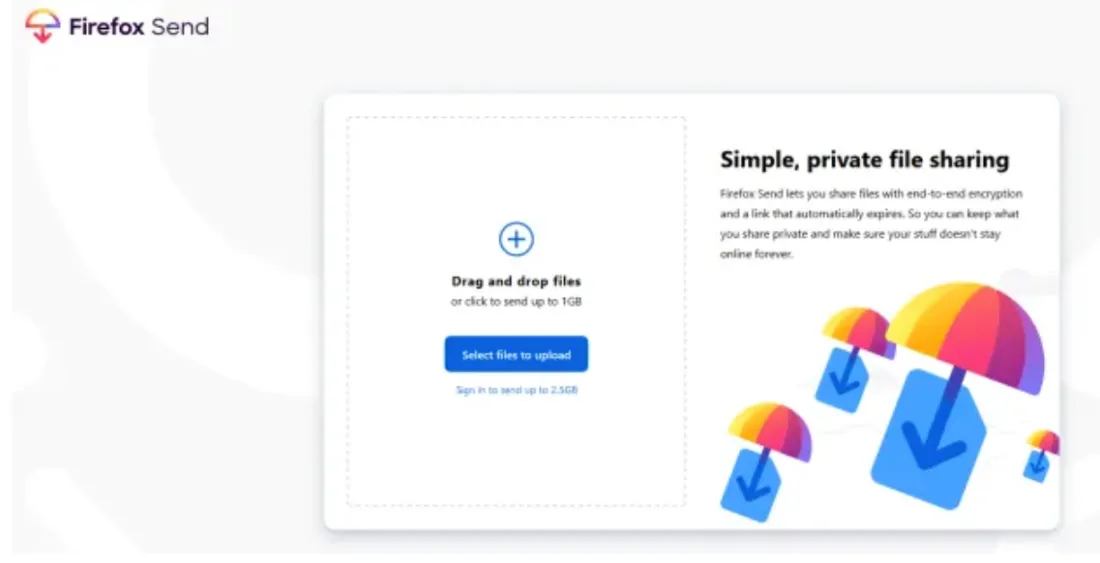 Firefox Send
Drag and drop files
or click to send up to 1GB
Select files to upload
Sign in to send up to 2.5GB
Simple, private file sharing
Firefox Send lets you share files with end-to-end encryption
and a link that automatically expires. So you can keep what
you share private and make sure your stuff doesn't stay
online forever.